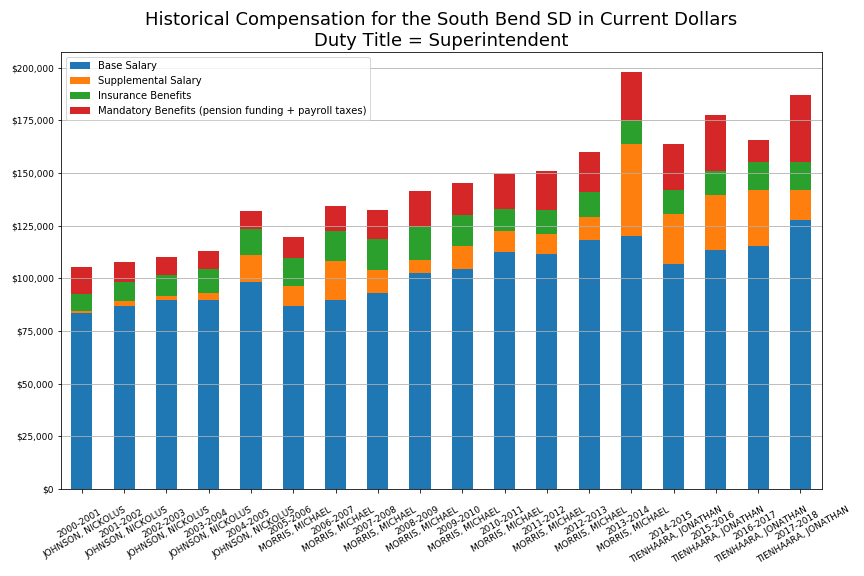 Historical Compensation for the South Bend SD in Current Dollars
Duty Title = Superintendent
Base Salary
Supplemental Salary
Insurance Benefits
Mandatory Benefits (pension funding + payroll taxes)
$200,000
$175,000
$150,000
$125,000
$100,000
$75,000
$50,000
$25,000
$0
2000-2001
JOHNSON, NICKOLUS
2001-2002
JOHNSON, NICKOLUS
2002-2003
JOHNSON, NICKOLUS
2003-2004
JOHNSON, NICKOLUS
2004-2005
JOHNSON, NICKOLUS
2005-2006
MORRIS, MICHAEL
2006-2007
MORRIS, MICHAEL
2007-2008
MORRIS, MICHAEL
2008-2009
MORRIS, MICHAEL
2009-2010
MORRIS, MICHAEL
2010-2011
MORRIS, MICHAEL
2011-2012
MORRIS, MICHAEL
2012-2013
MORRIS, MICHAEL
2013-2014
MORRIS, MICHAEL
2014-2015
TIENHAARA, JONATHAN
2015-2016
TIENHAARA, JONATHAN
2016-2017
TIENHAARA, JONATHAN
2017-2018
TIENHAARA, JONATHAN